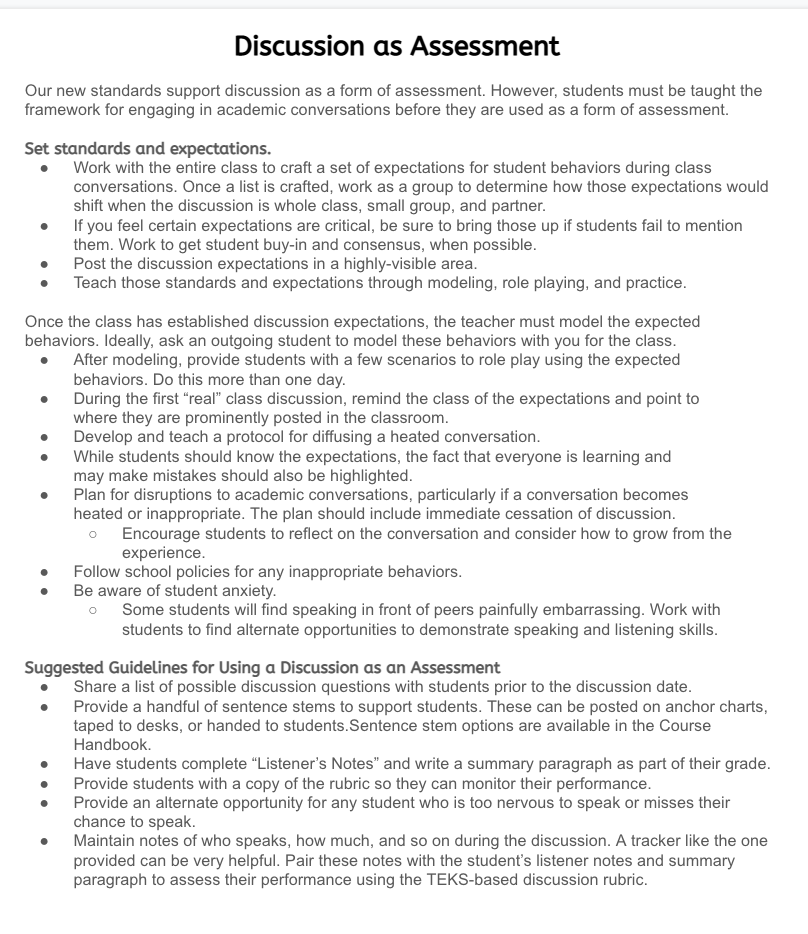 Discussion as Assessment
Our new standards support discussion as a form of assessment. However, students must be taught the
framework for engaging in academic conversations before they are used as a form of assessment.
Set standards and expectations.
● Work with the entire class to craft a set of expectations for student behaviors during class
conversations. Once a list is crafted, work as a group to determine how those expectations would
shift when the discussion is whole class, small group, and partner.
● If you feel certain expectations are critical, be sure to bring those up if students fail to mention
them. Work to get student buy-in and consensus, when possible.
● Post the discussion expectations in a highly-visible area.
● Teach those standards and expectations through modeling, role playing, and practice.
Once the class has established discussion expectations, the teacher must model the expected
behaviors. Ideally, ask an outgoing student to model these behaviors with you for the class.
● After modeling, provide students with a few scenarios to role play using the expected
behaviors. Do this more than one day.
● During the first “real” class discussion, remind the class of the expectations and point to
where they are prominently posted in the classroom.
● Develop and teach a protocol for diffusing a heated conversation.
● While students should know the expectations, the fact that everyone is learning and
may make mistakes should also be highlighted.
● Plan for disruptions to academic conversations, particularly if a conversation becomes
heated or inappropriate. The plan should include immediate cessation of discussion.
○ Encourage students to reflect on the conversation and consider how to grow from the
experience.
● Follow school policies for any inappropriate behaviors.
● Be aware of student anxiety.
○ Some students will find speaking in front of peers painfully embarrassing. Work with
students to find alternate opportunities to demonstrate speaking and listening skills.
Suggested Guidelines for Using a Discussion as an Assessment
● Share a list of possible discussion questions with students prior to the discussion date.
● Provide a handful of sentence stems to support students. These can be posted on anchor charts,
taped to desks, or handed to students.Sentence stem options are available in the Course
Handbook.
● Have students complete “Listener’s Notes” and write a summary paragraph as part of their grade.
● Provide students with a copy of the rubric so they can monitor their performance.
● Provide an alternate opportunity for any student who is too nervous to speak or misses their
chance to speak.
● Maintain notes of who speaks, how much, and so on during the discussion. A tracker like the one
provided can be very helpful. Pair these notes with the student’s listener notes and summary
paragraph to assess their performance using the TEKS-based discussion rubric.